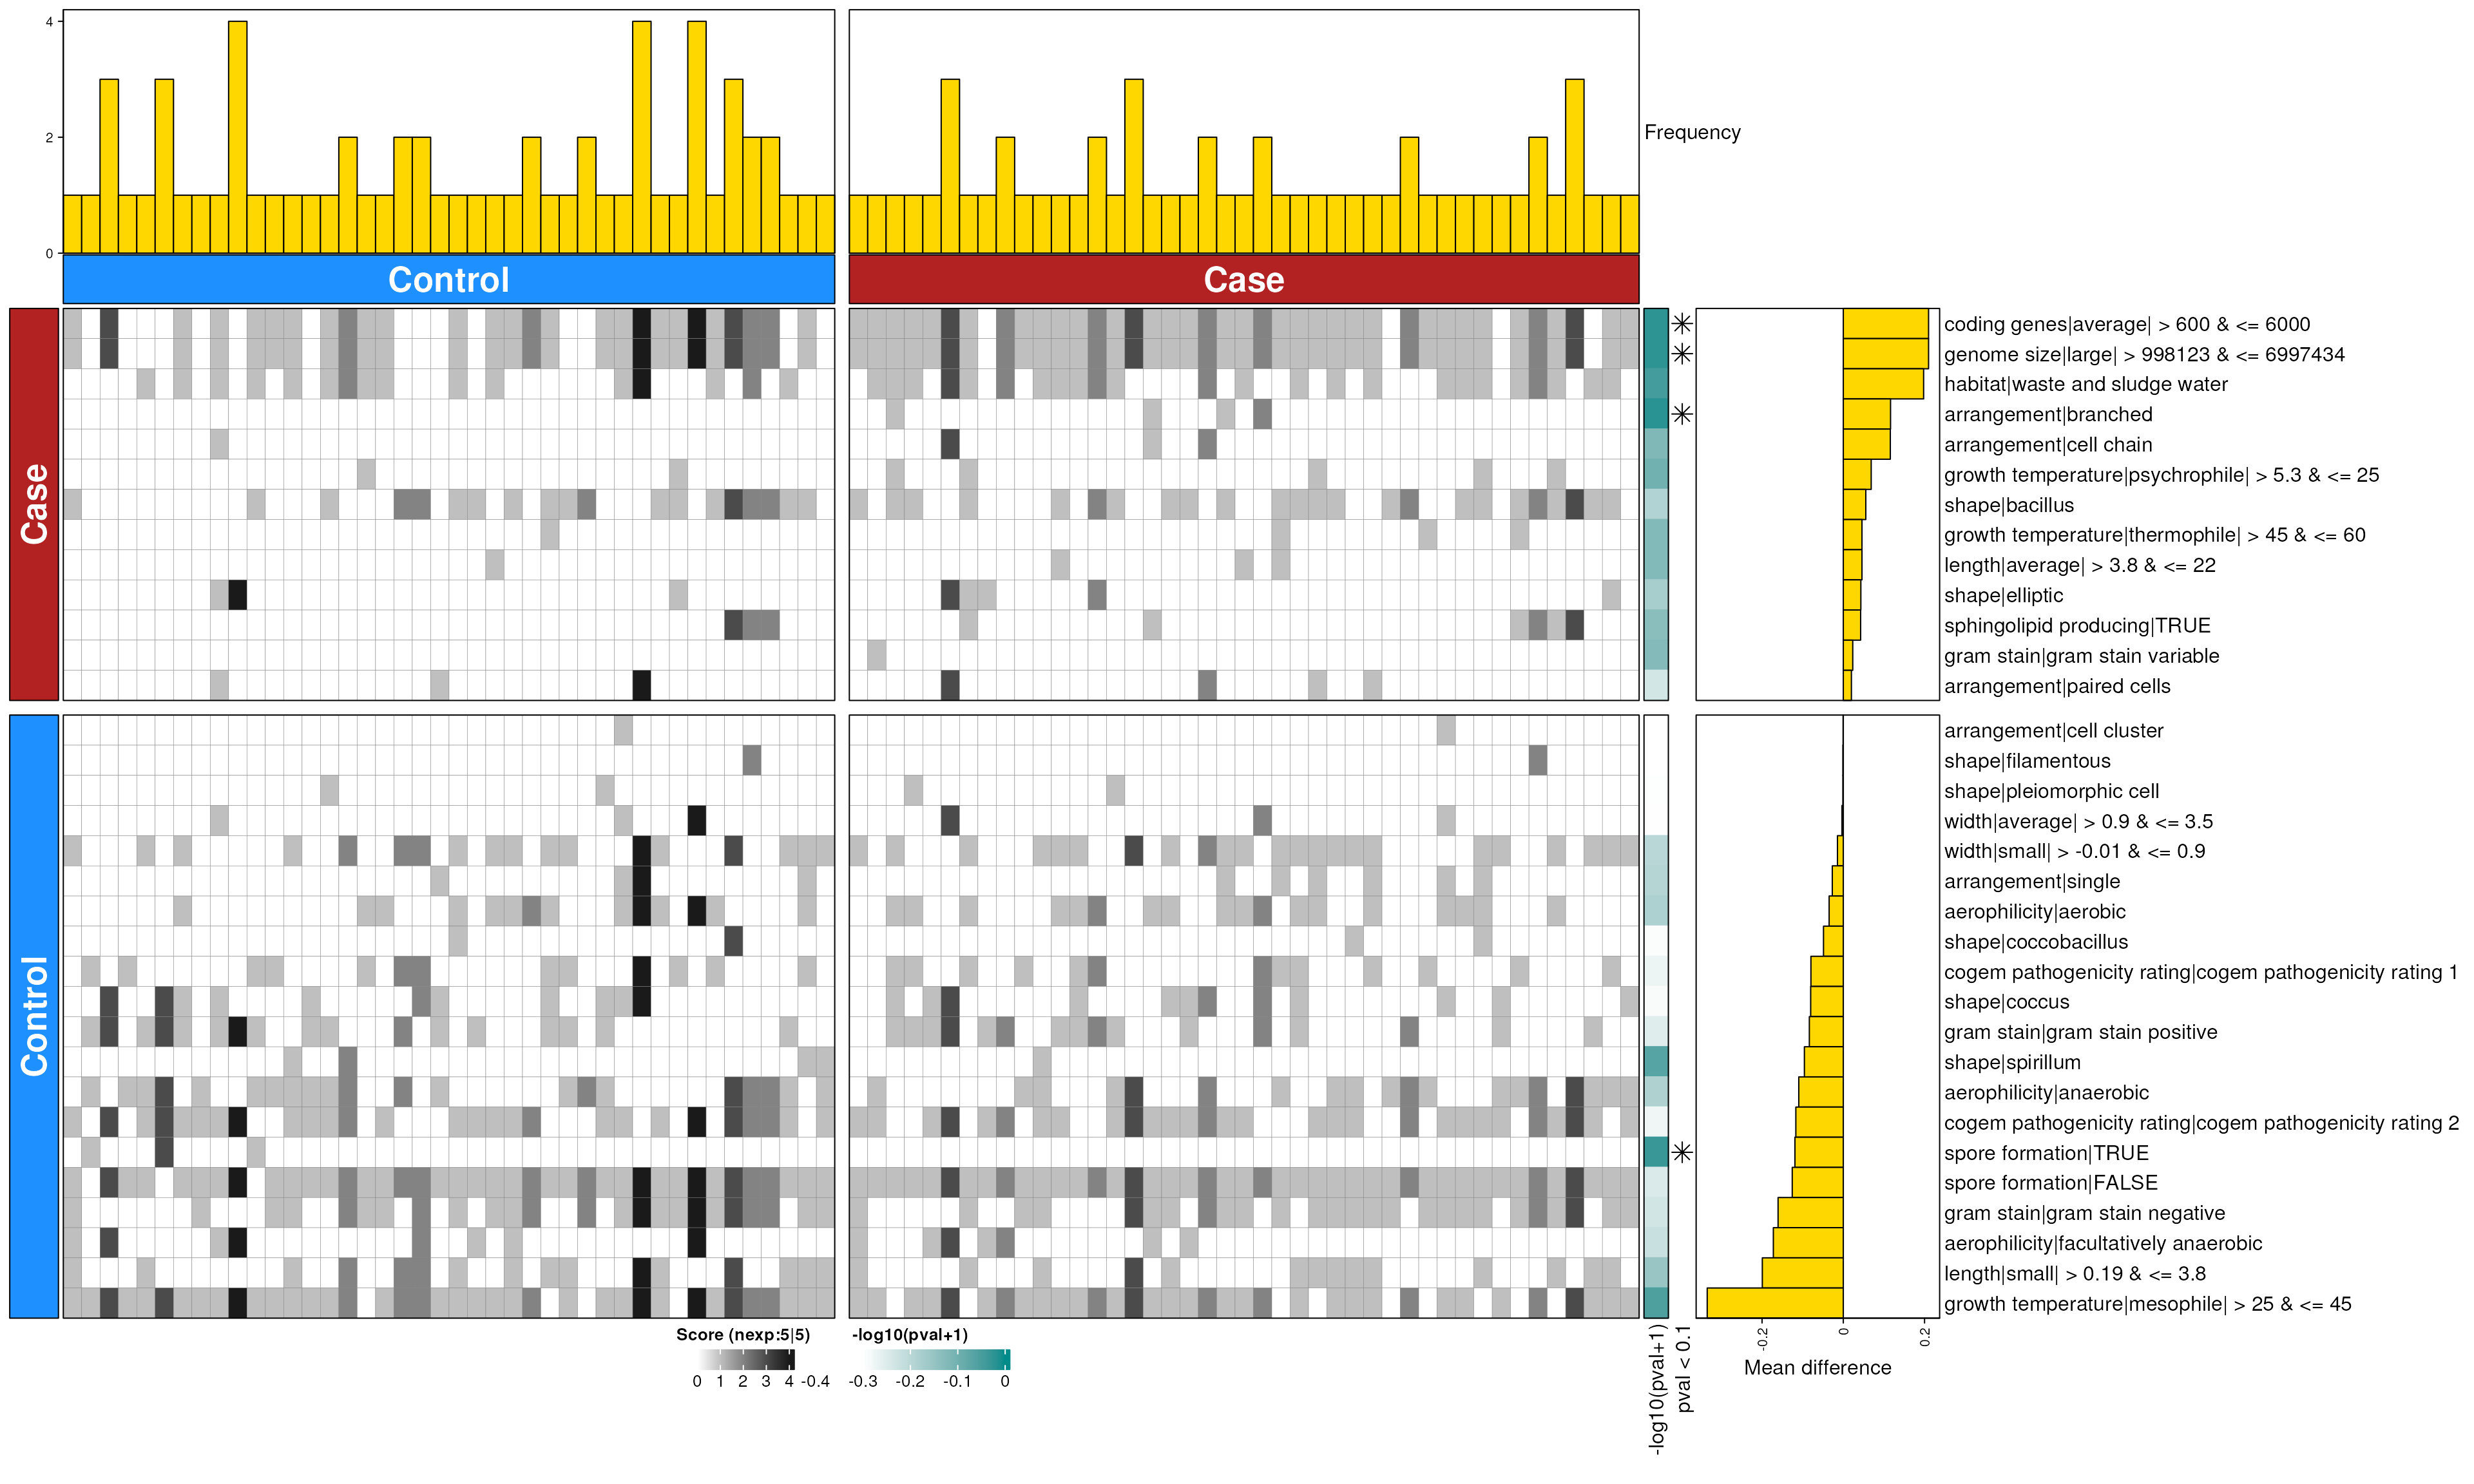 4
2
0
Frequency
Control
Case
Case
coding genes|average| > 600 & <= 6000
genome size|large| > 998123 & <= 6997434
habitat|waste and sludge water
arrangement|branched
arrangement|cell chain
growth temperature|psychrophile| > 5.3 & <= 25
shape|bacillus
growth temperature|thermophile| > 45 & <= 60
length|average| > 3.8 & <= 22
shape|elliptic
sphingolipid producing|TRUE
gram stain|gram stain variable
arrangement|paired cells
Control
arrangement|cell cluster
shape|filamentous
shape|pleiomorphic cell
width|average| > 0.9 & <= 3.5
width|small| > -0.01 & <= 0.9
arrangement|single
aerophilicity|aerobic
shape|coccobacillus
cogem pathogenicity rating|cogem pathogenicity rating 1
shape|coccus
gram stain|gram stain positive
shape|spirillum
aerophilicity|anaerobic
cogem pathogenicity rating|cogem pathogenicity rating 2
spore formation|TRUE
spore formation|FALSE
gram stain|gram stain negative
aerophilicity|facultatively anaerobic
length|small| > 0.19 & <= 3.8
growth temperature|mesophile| > 25 & <= 45
-log10(pval+1)
pval < 0.1
-0.2 0 0.2
Mean difference
Score (nexp:5|5)
0 1 2 3 4
-log10(pval+1)
-0.4 -0.3 -0.2 -0.1 0